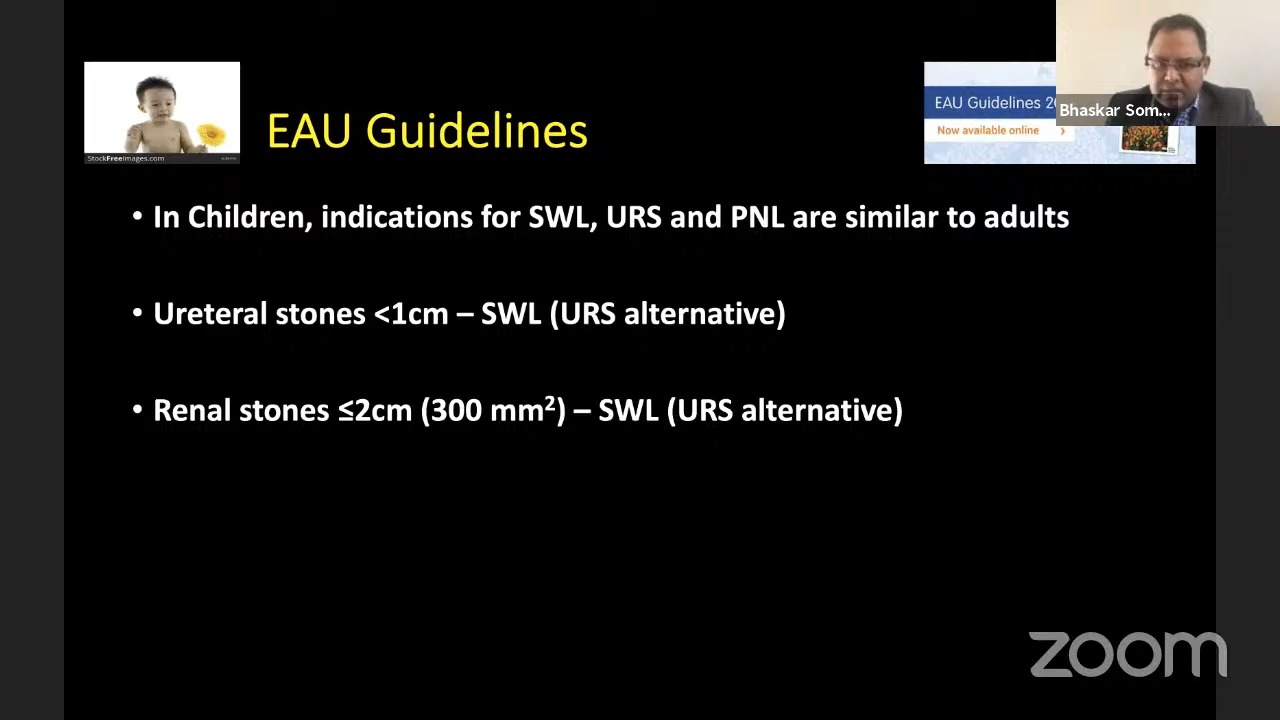 StockFreeImages.com
EAU Guidelines
EAU Guidelines 2
Now available online
Bhaskar Som...
• In Children, indications for SWL, URS and PNL are similar to adults
• Ureteral stones <1cm – SWL (URS alternative)
• Renal stones ≤2cm (300 mm²) – SWL (URS alternative)
zoom